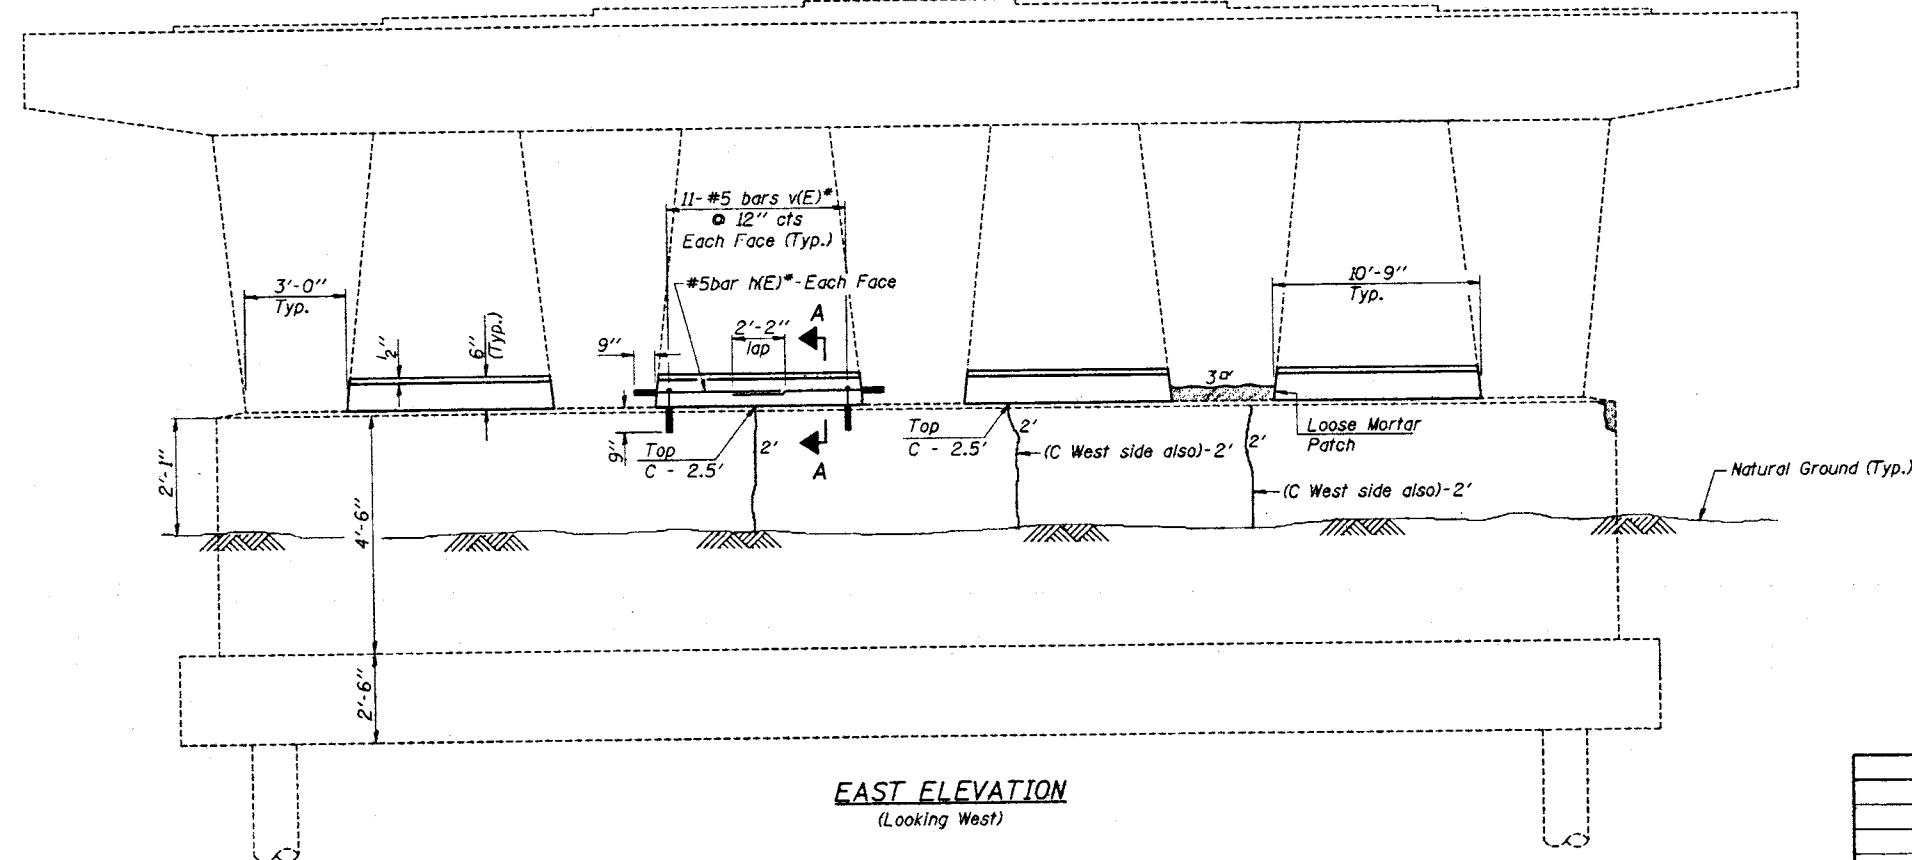 11- #5 bars v(E)*
@ 12" cts
Each Face (Typ.)
#5bar h(E)* - Each Face
3'-0"
Typ.
10'-9"
Typ.
A
2'-2"
lap
9"
1/2"
6"
(Typ.)
3▫'
Top
C - 2.5'
9"
2'
A
Top
C - 2.5'
2'
(C West side also)-2'
2'
(C West side also)-2'
Loose Mortar
Patch
Natural Ground (Typ.)
2'-1"
4'-6"
2'-6"
EAST ELEVATION
(Looking West)